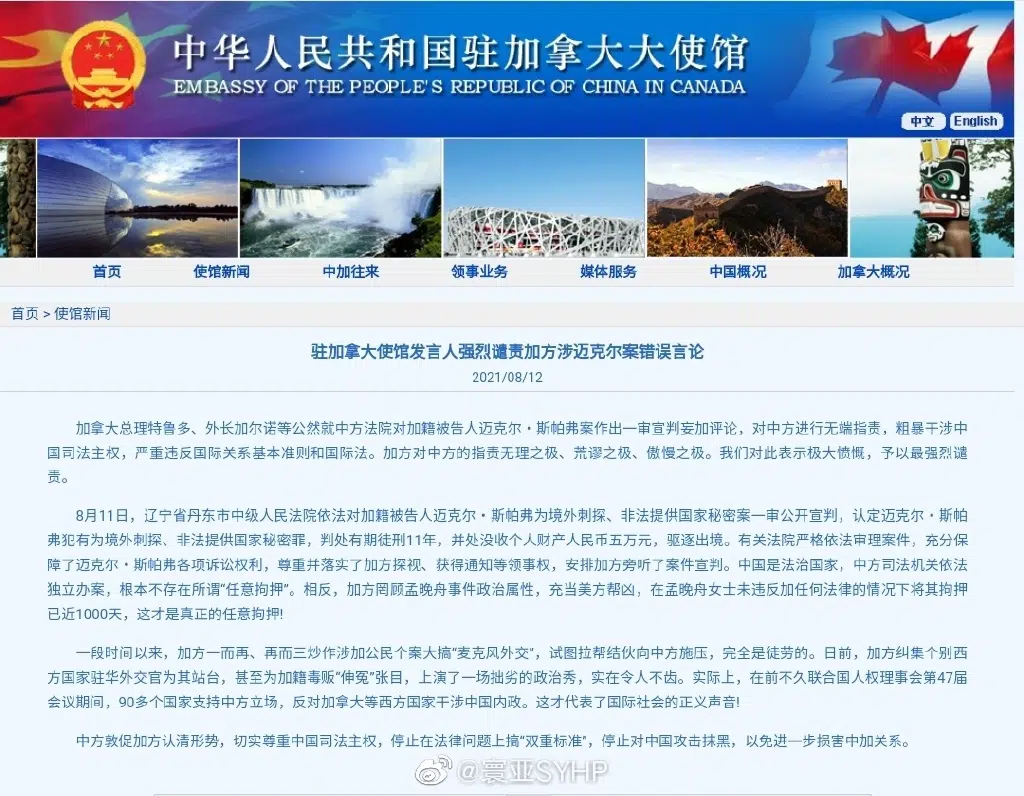 中华人民共和国驻加拿大大使馆
EMBASSY OF THE PEOPLE'S REPUBLIC OF CHINA IN CANADA
中文 English
首页 使馆新闻 中加往来 领事业务 媒体服务 中国概况 加拿大概况
首页 > 使馆新闻
驻加拿大使馆发言人强烈谴责加方涉迈克尔案错误言论
2021/08/12
加拿大总理特鲁多、外长加尔诺等公然就中方法院对加籍被告人迈克尔·斯帕弗案作出一审宣判妄加评论，对中方进行无端指责，粗暴干涉中
国司法主权，严重违反国际关系基本准则和国际法。加方对中方的指责无理之极、荒谬之极、傲慢之极。我们对此表示极大愤慨，予以最强烈谴
责。
8月11日，辽宁省丹东市中级人民法院依法对加籍被告人迈克尔·斯帕弗为境外刺探、非法提供国家秘密案一审公开宣判，认定迈克尔·斯帕
弗犯有为境外刺探、非法提供国家秘密罪，判处有期徒刑11年，并处没收个人财产人民币五万元，驱逐出境。有关法院严格依法审理案件，充分保
障了迈克尔·斯帕弗各项诉讼权利，尊重并落实了加方探视、获得通知等领事权，安排加方旁听了案件宣判。中国是法治国家，中方司法机关依法
独立办案，根本不存在所谓“任意拘押”。相反，加方罔顾孟晚舟事件政治属性，充当美方帮凶，在孟晚舟女士未违反加任何法律的情况下将其拘押
已近1000天，这才是真正的任意拘押!
一段时间以来，加方一而再、再而三炒作涉加公民个案大搞“麦克风外交”，试图拉帮结伙向中方施压，完全是徒劳的。日前，加方纠集个别西
方国家驻华外交官为其站台，甚至为加籍毒贩“伸冤”张目，上演了一场拙劣的政治秀，实在令人不齿。实际上，在前不久联合国人权理事会第47届
会议期间，90多个国家支持中方立场，反对加拿大等西方国家干涉中国内政。这才代表了国际社会的正义声音!
中方敦促加方认清形势，切实尊重中国司法主权，停止在法律问题上搞“双重标准”，停止对中国攻击抹黑，以免进一步损害中加关系。
@寰亚SYHP